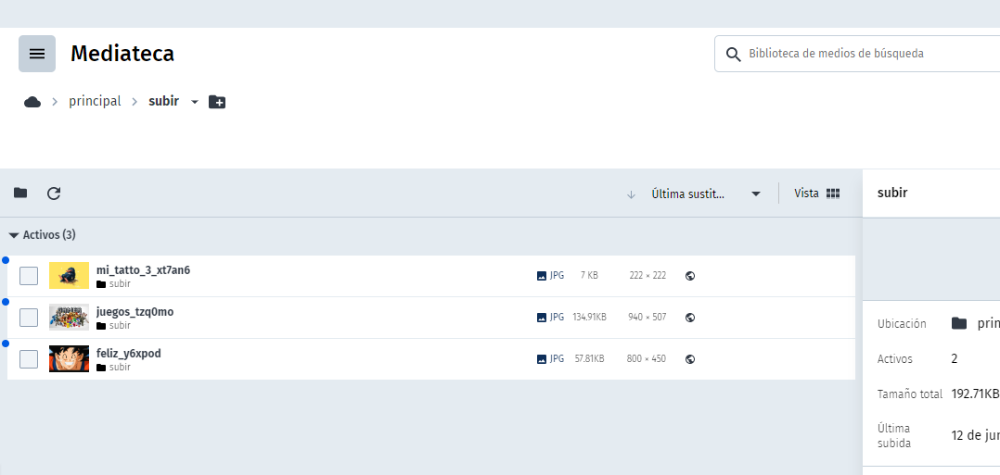 Mediateca
Biblioteca de medios de búsqueda
principal
subir
Última sustit...
Vista
subir
Activos (3)
mi_tatto_3_xt7an6
subir
JPG 7 KB 222 × 222
juegos_tzq0mo
subir
JPG 134.91KB 940 × 507
feliz_y6xpod
subir
JPG 57.81KB 800 × 450
Ubicación prin
Activos 2
Tamaño total 192.71KB
Última subida 12 de jun